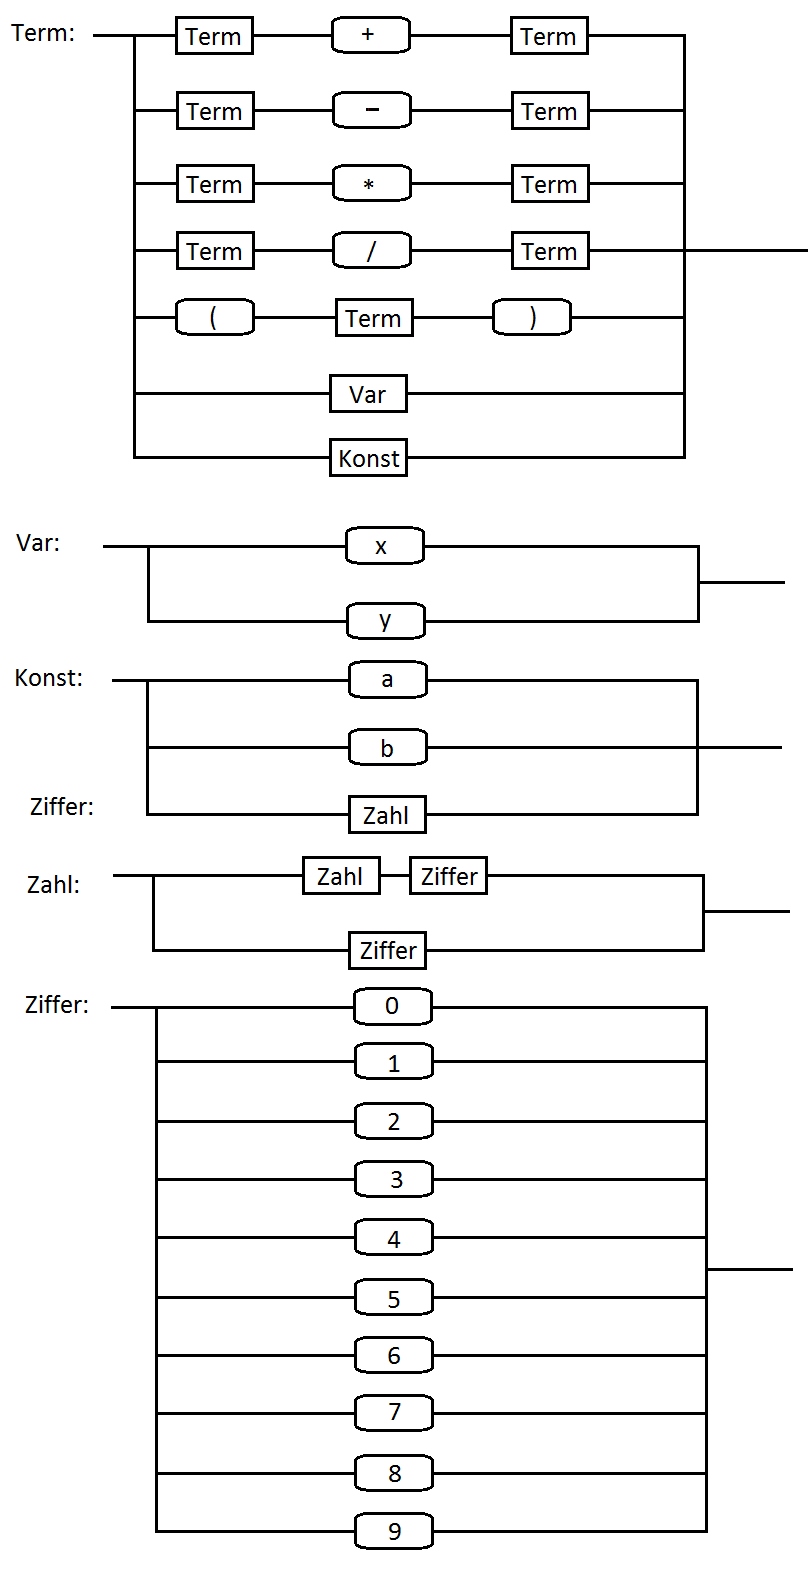 Term: Term + Term
Term − Term
Term * Term
Term / Term
( Term )
Var
Konst
Var: x
y
Konst: a
b
Ziffer: Zahl
Zahl: Zahl Ziffer
Ziffer
Ziffer: 0
1
2
3
4
5
6
7
8
9